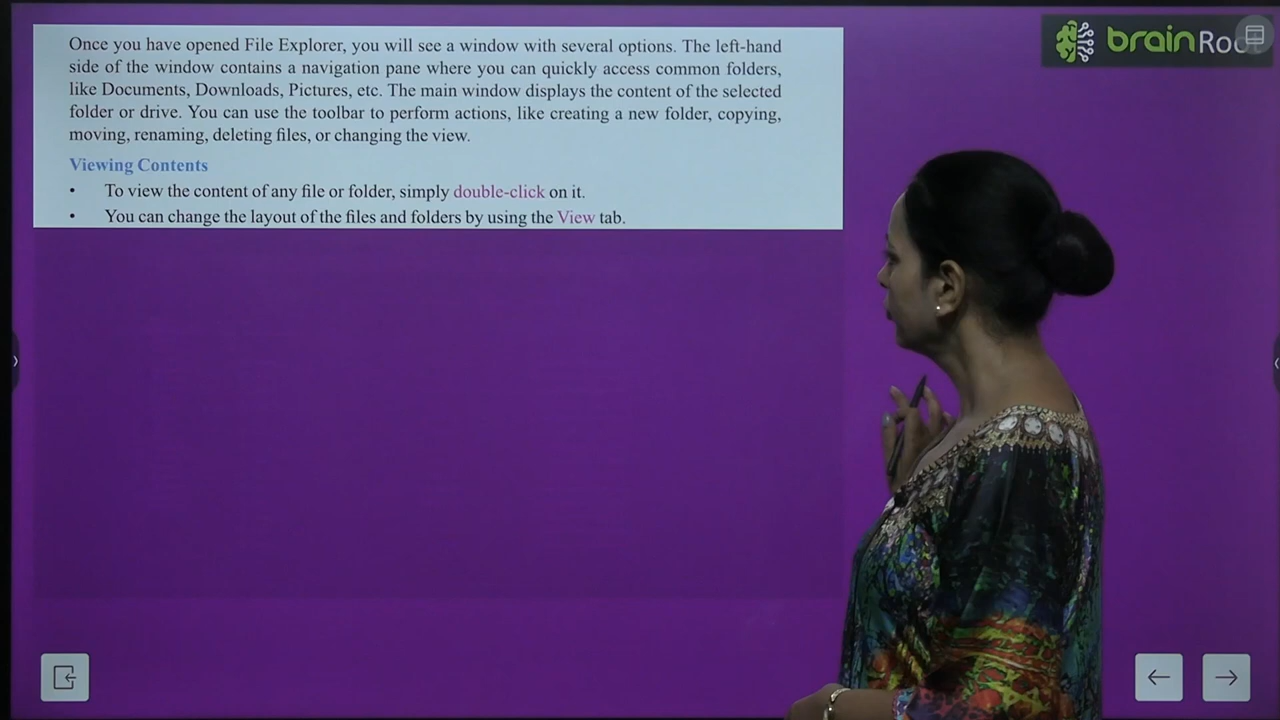 Once you have opened File Explorer, you will see a window with several options. The left-hand
side of the window contains a navigation pane where you can quickly access common folders,
like Documents, Downloads, Pictures, etc. The main window displays the content of the selected
folder or drive. You can use the toolbar to perform actions, like creating a new folder, copying,
moving, renaming, deleting files, or changing the view.
Viewing Contents
• To view the content of any file or folder, simply double-click on it.
• You can change the layout of the files and folders by using the View tab.
brain